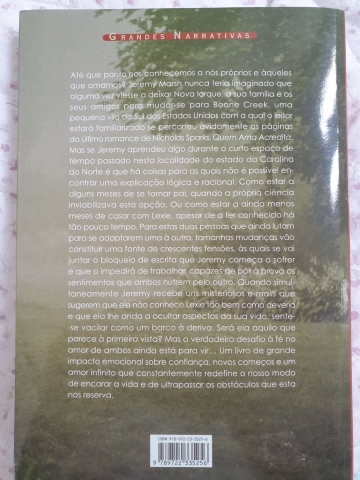 GRANDES NARRATIVAS
Até que ponto nos conhecemos a nós próprios e àqueles
que amamos? Jeremy Marsh nunca teria imaginado que
alguma vez viesse a deixar Nova Iorque, a sua família e os
seus amigos para mudar-se para Boone Creek, uma
pequena vila do Sul dos Estados Unidos com a qual o leitor
estará familiarizado se percorreu avidamente as páginas
do último romance de Nicholas Sparks, Quem Ama Acredita.
Mas se Jeremy aprendeu algo durante o curto espaço de
tempo passado nesta localidade do estado da Carolina
do Norte é que há coisas para as quais não é possível en-
contrar uma explicação lógica e racional. Como estar a
alguns meses de se tornar pai, quando a própria ciência
inviabilizava esta opção. Ou como estar a ainda menos
meses de casar com Lexie, apesar de a ter conhecido há
tão pouco tempo. Para estas duas pessoas que ainda lutam
para se adaptarem uma à outra, tamanhas mudanças vão
constituir uma fonte de crescentes tensões, às quais se vai
juntar o bloqueio de escrita que Jeremy começa a sofrer
e que o impedirá de trabalhar, capazes de pôr à prova os
sentimentos que ambos nutrem pelo outro. Quando simul-
taneamente Jeremy recebe uns misteriosos e-mails que
sugerem que ele não conhece Lexie tão bem como deveria
e que ela lhe anda a ocultar aspectos da sua vida, sente-
se vacilar como um barco à deriva. Será ela aquilo que
parece à primeira vista? Mas o verdadeiro desafio à fé no
amor de ambos ainda está para vir... Um livro de grande
impacto emocional sobre confiança, novos começos e um
amor infinito que constantemente redefine o nosso modo
de encarar a vida e de ultrapassar os obstáculos que esta
nos reserva.
ISBN 978-972-23-3525-6
9 789722 335256